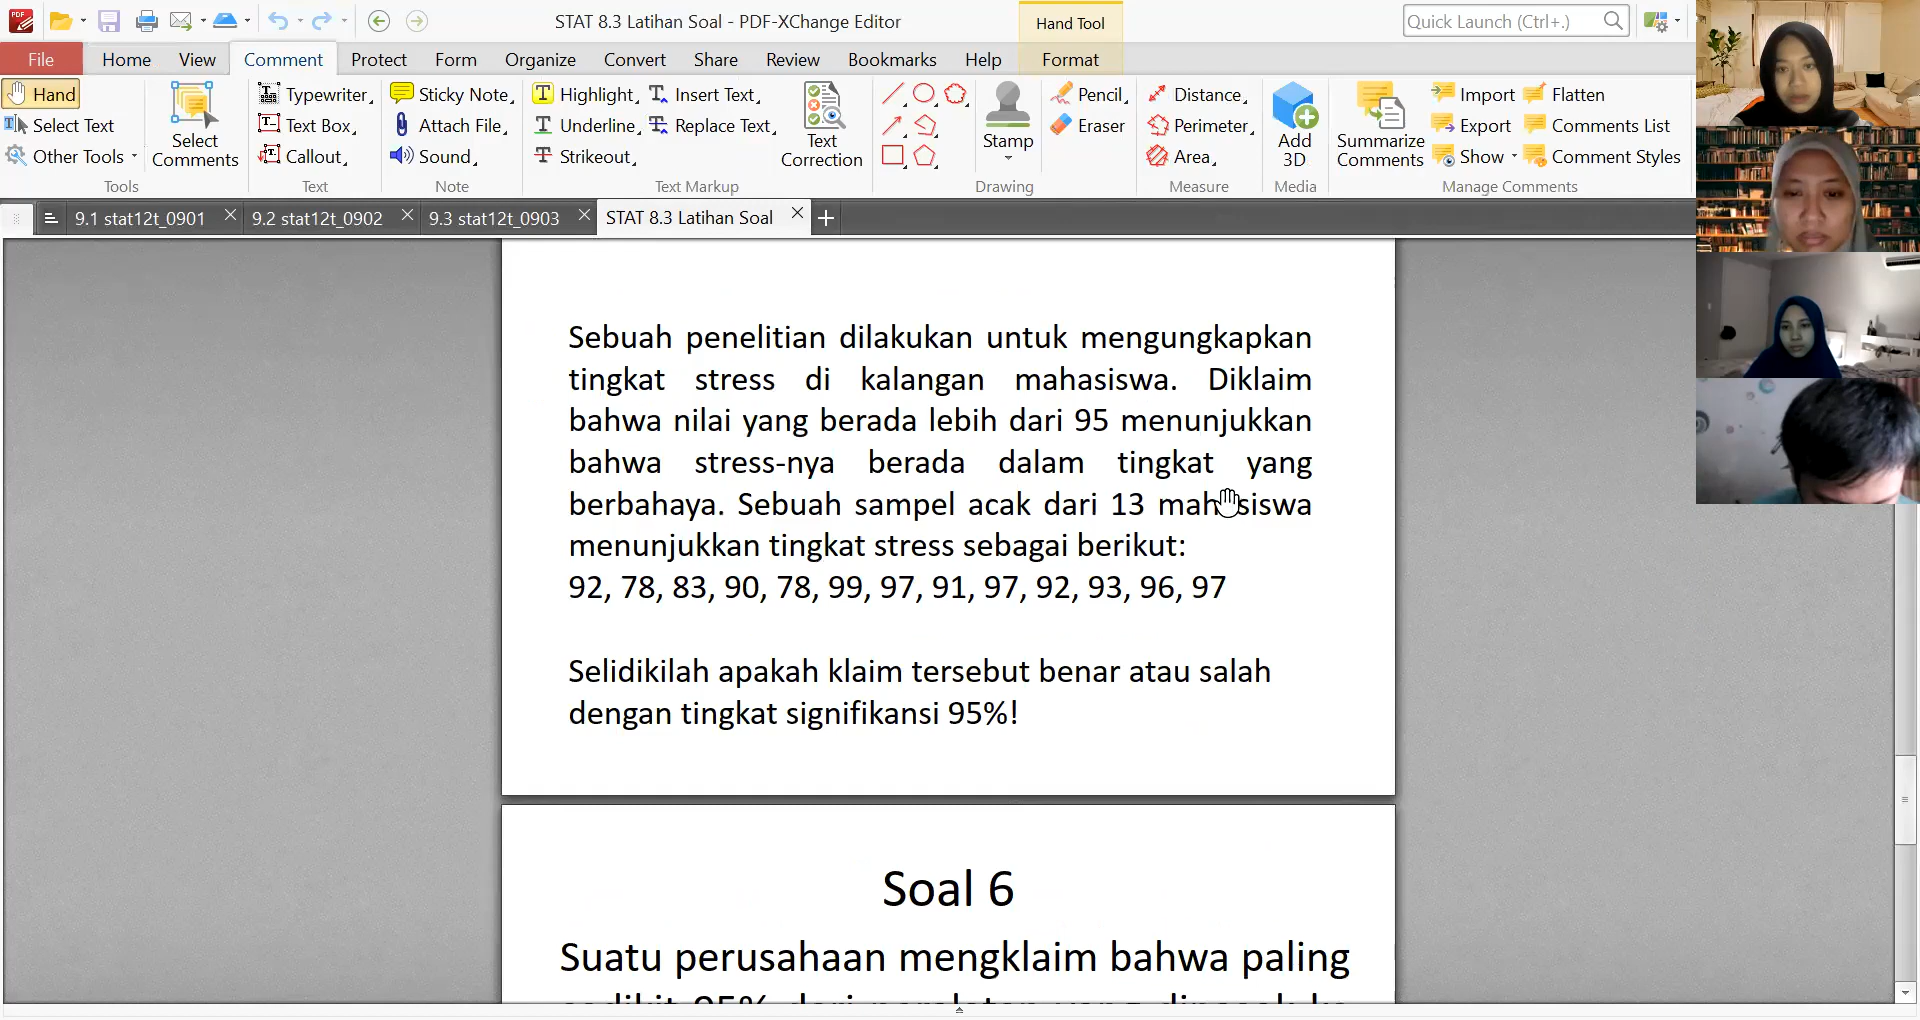 STAT 8.3 Latihan Soal - PDF-XChange Editor
Hand Tool
Quick Launch (Ctrl+.)
File Home View Comment Protect Form Organize Convert Share Review Bookmarks Help Format
Hand
Select Text
Other Tools
Select Comments
Tools
Typewriter
Text Box
Callout
Text
Sticky Note
Attach File
Sound
Note
Highlight
Underline
Strikeout
Insert Text
Replace Text
Text Correction
Text Markup
Stamp
Drawing
Pencil
Eraser
Distance
Perimeter
Area
Measure
Add 3D
Media
Summarize Comments
Import
Export
Show
Flatten
Comments List
Comment Styles
Manage Comments
9.1 stat12t_0901 9.2 stat12t_0902 9.3 stat12t_0903 STAT 8.3 Latihan Soal
Sebuah penelitian dilakukan untuk mengungkapkan
tingkat stress di kalangan mahasiswa. Diklaim
bahwa nilai yang berada lebih dari 95 menunjukkan
bahwa stress-nya berada dalam tingkat yang
berbahaya. Sebuah sampel acak dari 13 mahasiswa
menunjukkan tingkat stress sebagai berikut:
92, 78, 83, 90, 78, 99, 97, 91, 97, 92, 93, 96, 97
Selidikilah apakah klaim tersebut benar atau salah
dengan tingkat signifikansi 95%!
Soal 6
Suatu perusahaan mengklaim bahwa paling